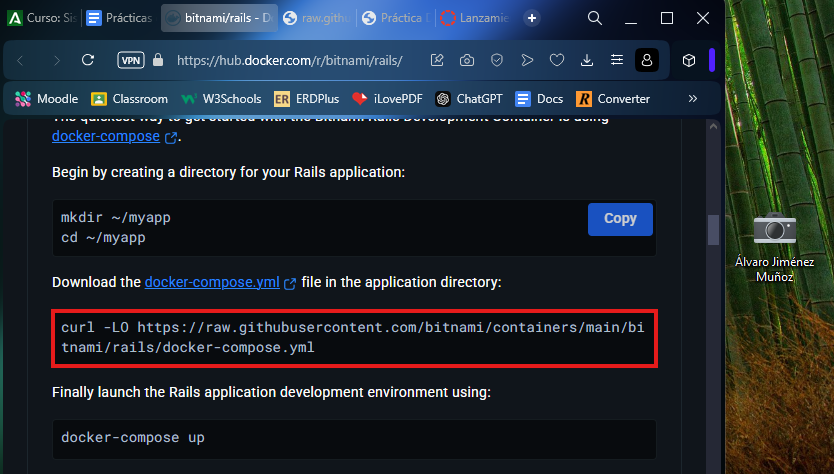 Curso: Sis
Prácticas
bitnami/rails - D
raw.githu
Práctica
Lanzamie
VPN
https://hub.docker.com/r/bitnami/rails/
Moodle
Classroom
W3Schools
ERDPlus
iLovePDF
ChatGPT
Docs
Converter
The quickest way to get started with the Bitnami Rails Development Container is using
docker-compose .
Begin by creating a directory for your Rails application:
mkdir ~/myapp
cd ~/myapp
Copy
Download the docker-compose.yml file in the application directory:
curl -LO https://raw.githubusercontent.com/bitnami/containers/main/bi
tnami/rails/docker-compose.yml
Finally launch the Rails application development environment using:
docker-compose up
Álvaro Jiménez
Muñoz